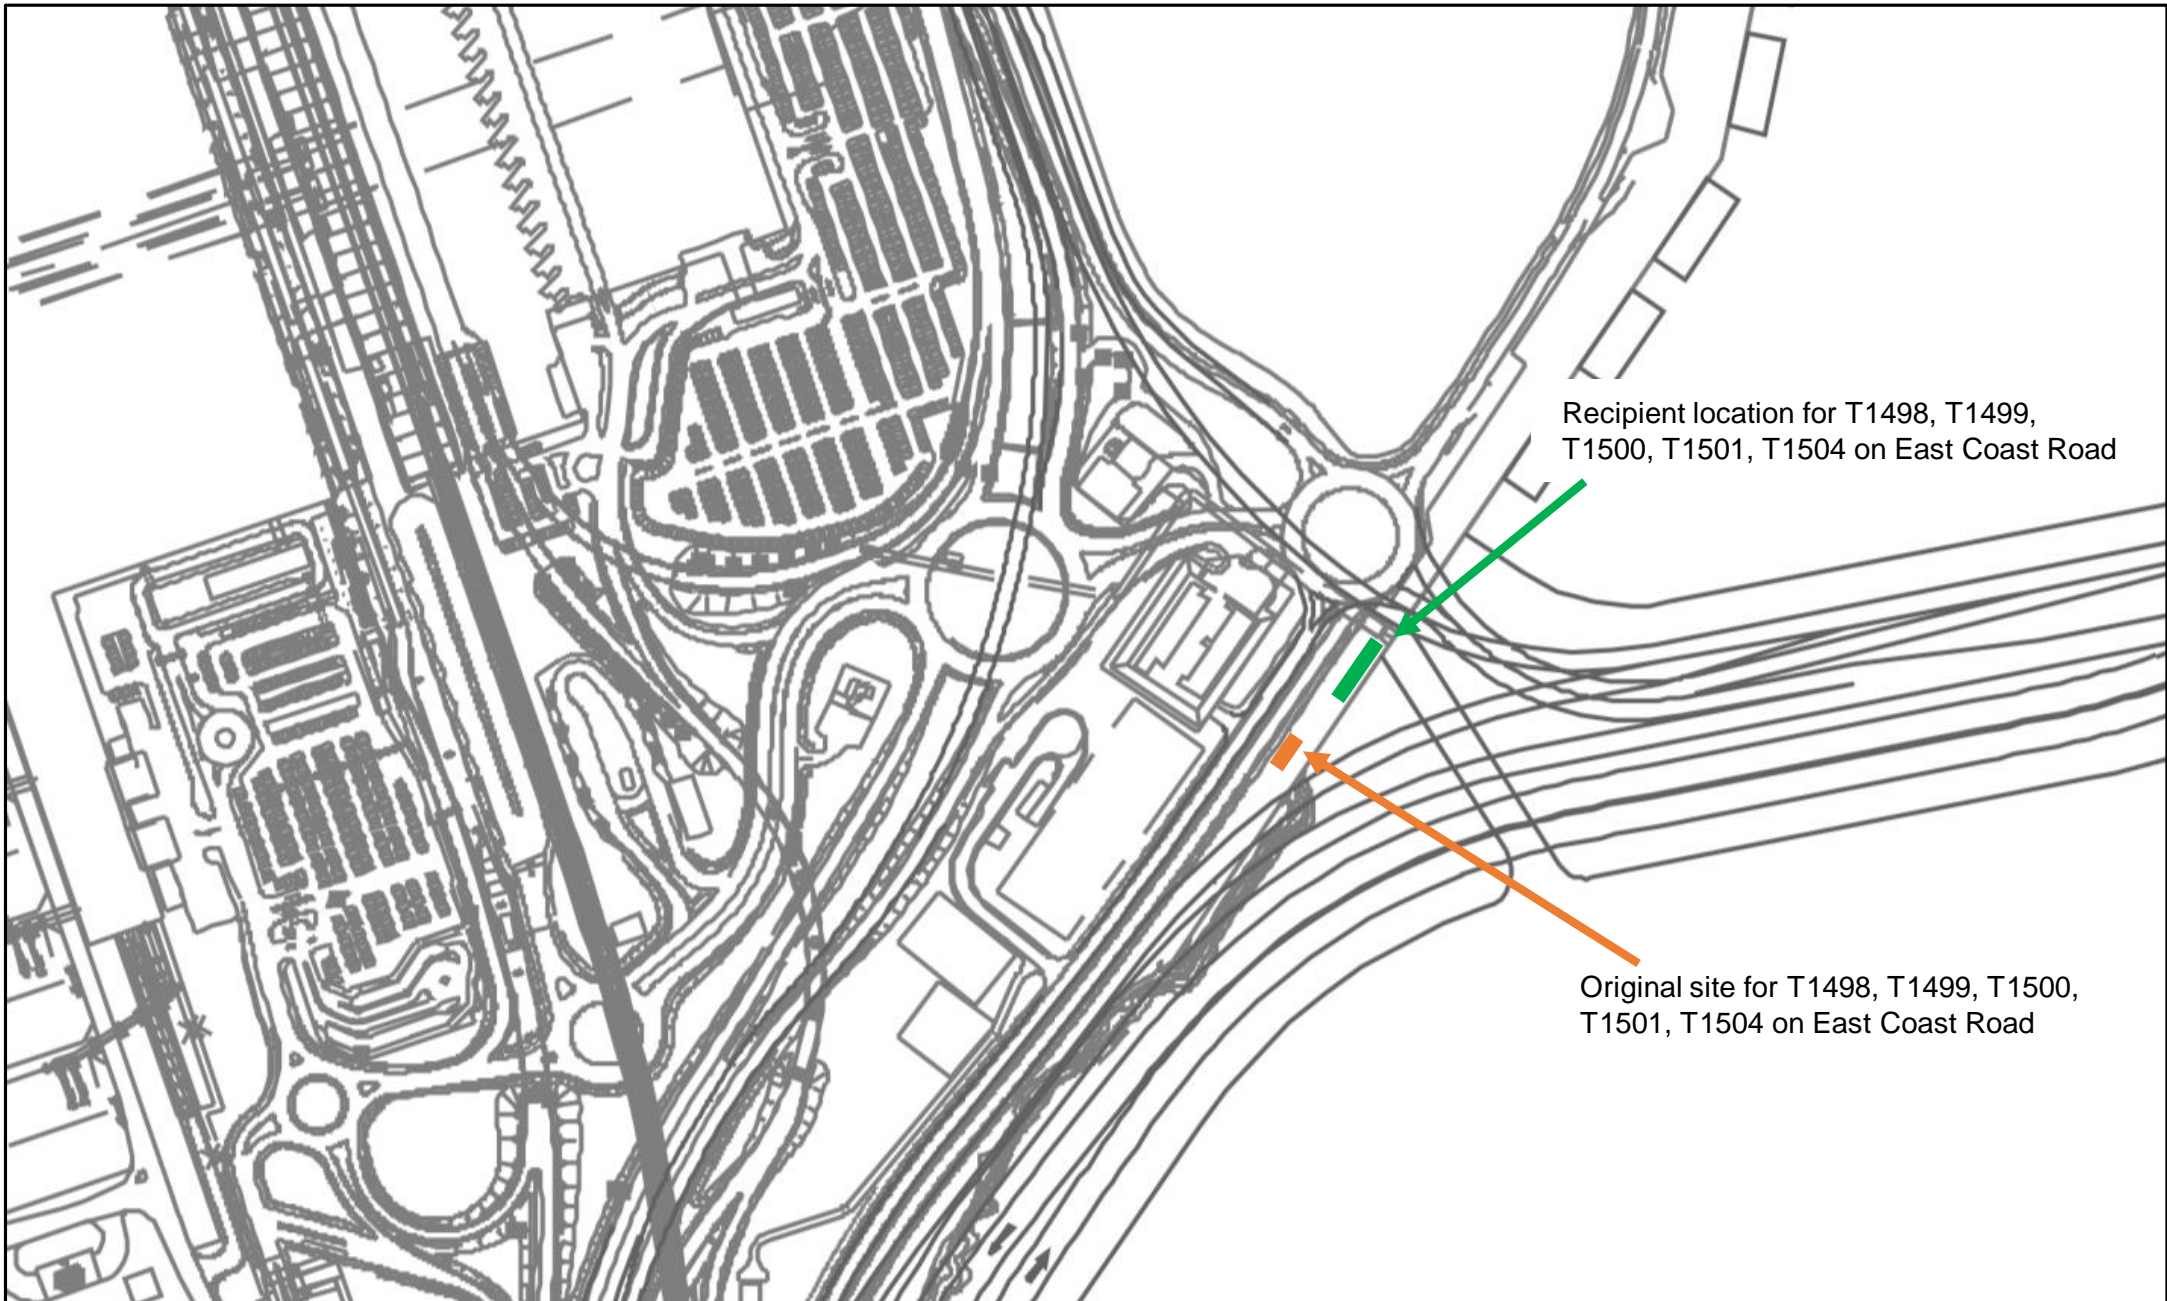 Recipient location for T1498, T1499,
T1500, T1501, T1504 on East Coast Road
Original site for T1498, T1499, T1500,
T1501, T1504 on East Coast Road